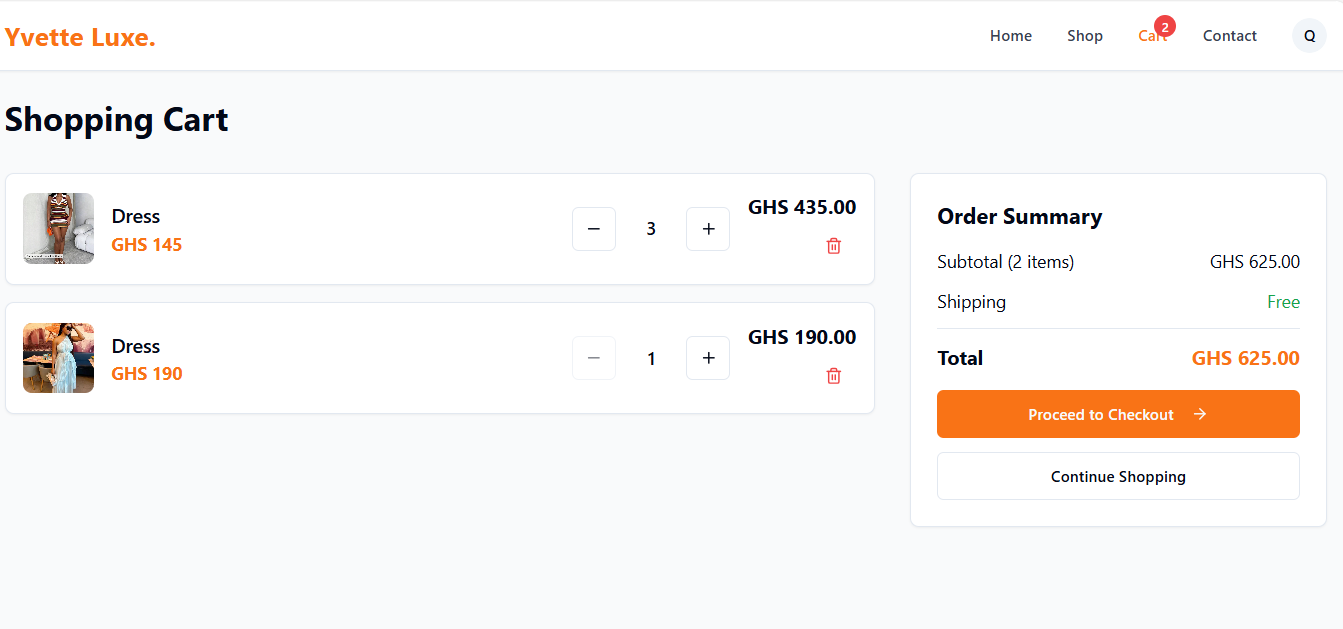 Yvette Luxe.
Home
Shop
Cart
2
Contact
Q
Shopping Cart
Dress
GHS 145
3
GHS 435.00
Dress
GHS 190
1
GHS 190.00
Order Summary
Subtotal (2 items) GHS 625.00
Shipping Free
Total GHS 625.00
Proceed to Checkout →
Continue Shopping